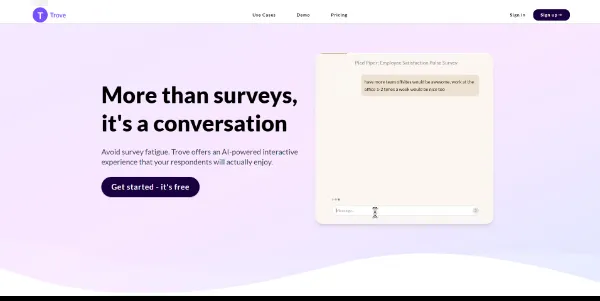 T Trove
Use Cases Demo Pricing
Sign in Sign up
Pied Piper: Employee Satisfaction Pulse Survey
have more team offsites would be awesome. work at the
office 1-2 times a week would be nice too
More than surveys,
it's a conversation
Avoid survey fatigue. Trove offers an AI-powered interactive
experience that your respondents will actually enjoy.
Get started - it's free
Message...